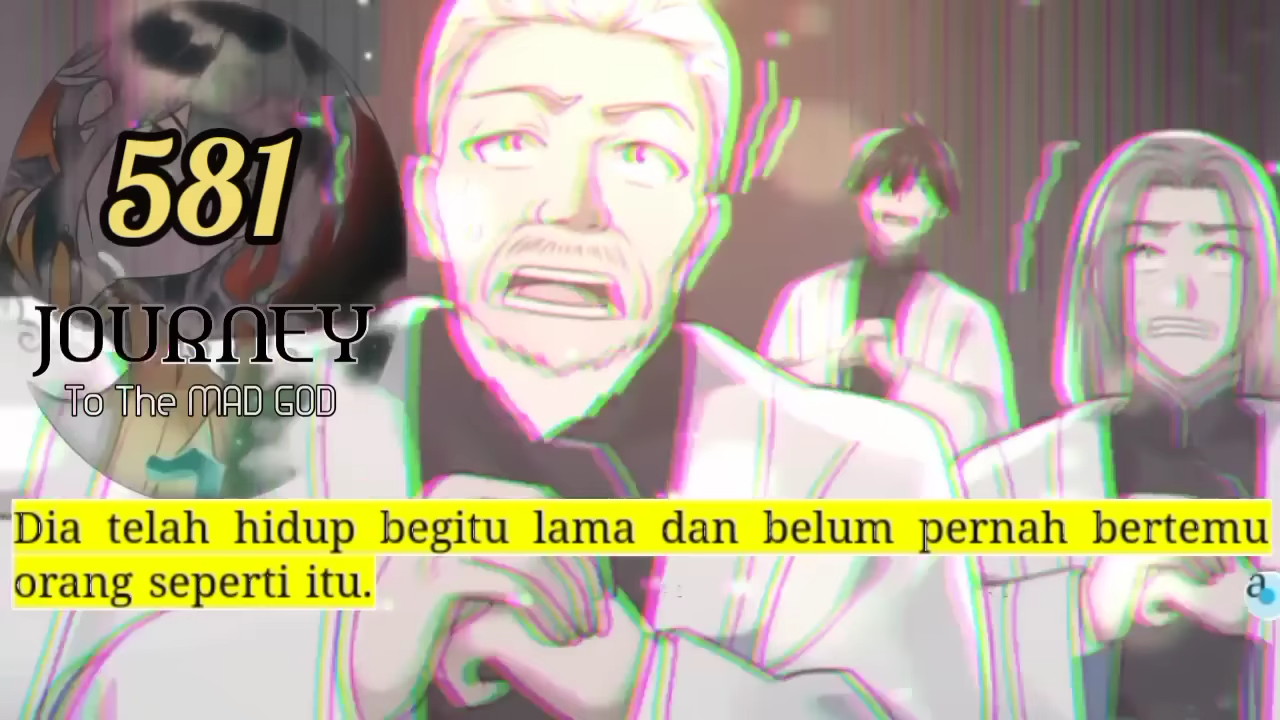 581
JOURNEY
To The MAD GOD
Dia telah hidup begitu lama dan belum pernah bertemu
orang seperti itu.
a